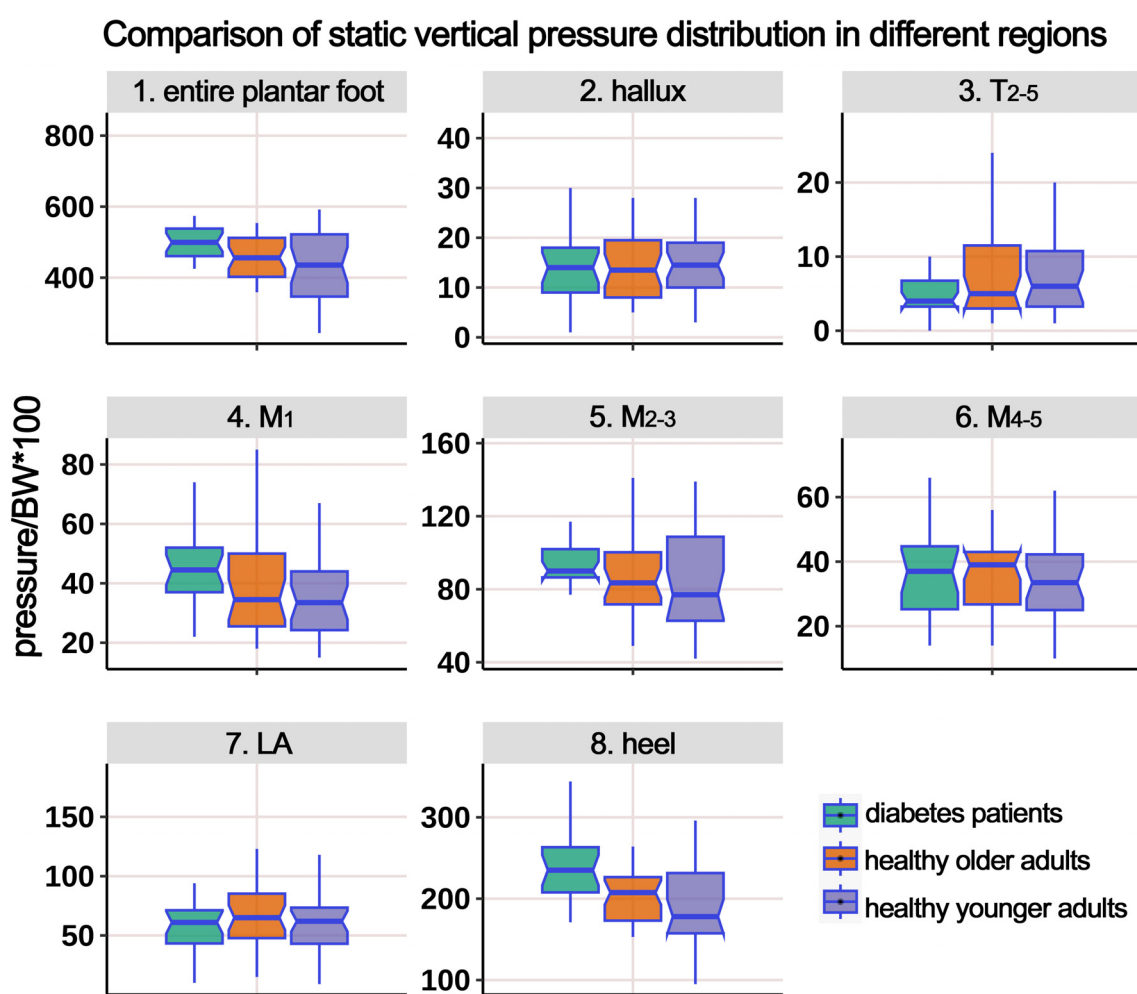 Comparison of static vertical pressure distribution in different regions
1. entire plantar foot
800
600
400
2. hallux
40
30
20
10
0
3. T2-5
20
10
0
pressure/BW*100
4. M1
80
60
40
20
5. M2-3
160
120
80
40
6. M4-5
60
40
20
7. LA
150
100
50
8. heel
300
200
100
diabetes patients
healthy older adults
healthy younger adults